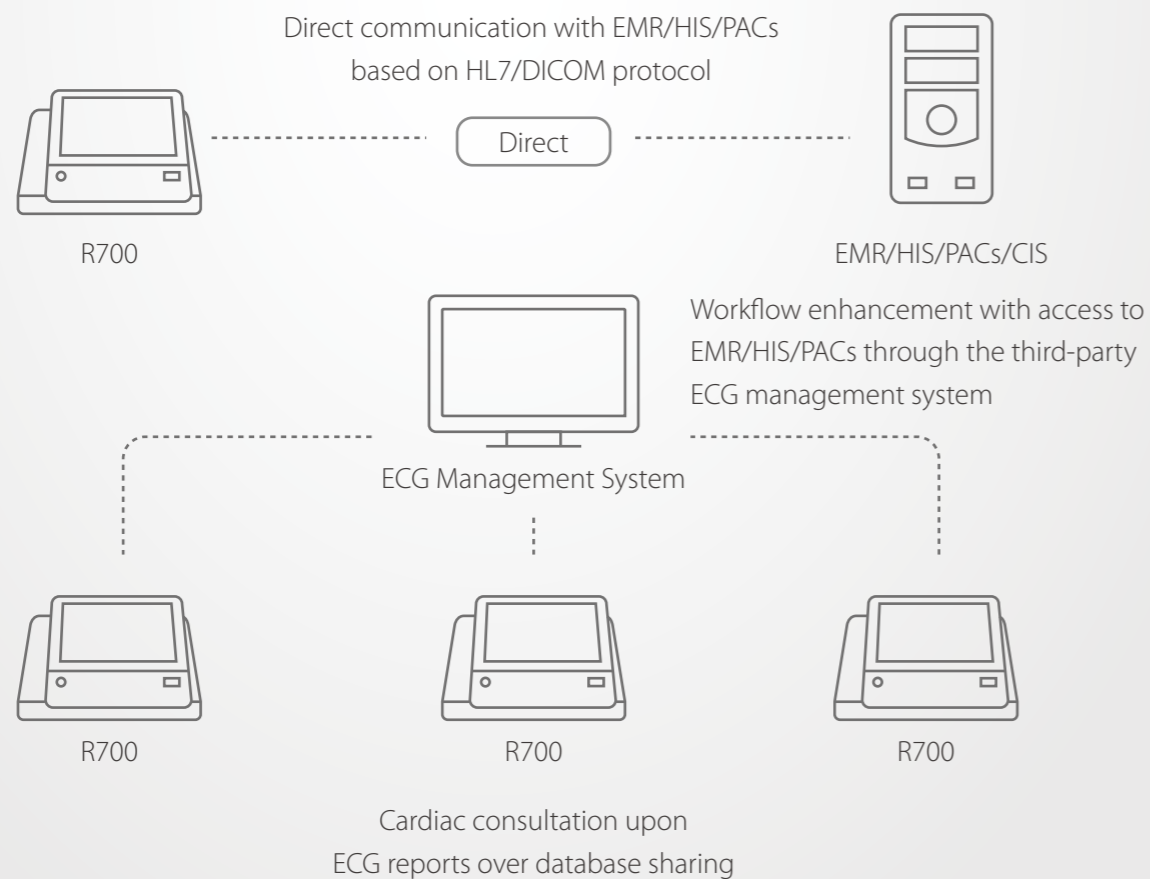 Direct communication with EMR/HIS/PACs
based on HL7/DICOM protocol
Direct
R700
EMR/HIS/PACs/CIS
Workflow enhancement with access to
EMR/HIS/PACs through the third-party
ECG management system
ECG Management System
R700
R700
R700
Cardiac consultation upon
ECG reports over database sharing